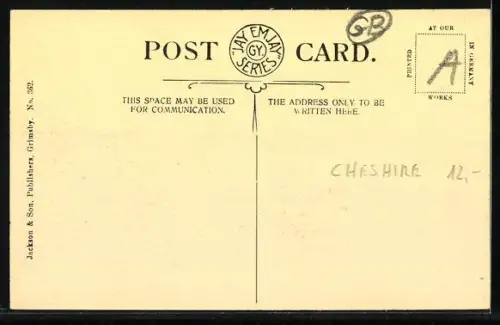 POST CARD.
"JAY EM JAY"
GY.
SERIES
GB
AT OUR
PRINTED
IN GERMANY
WORKS
A
THIS SPACE MAY BE USED
FOR COMMUNICATION.
THE ADDRESS ONLY TO BE
WRITTEN HERE.
CHESHIRE 12,-
Jackson & Son, Publishers, Grimsby. No. 362.